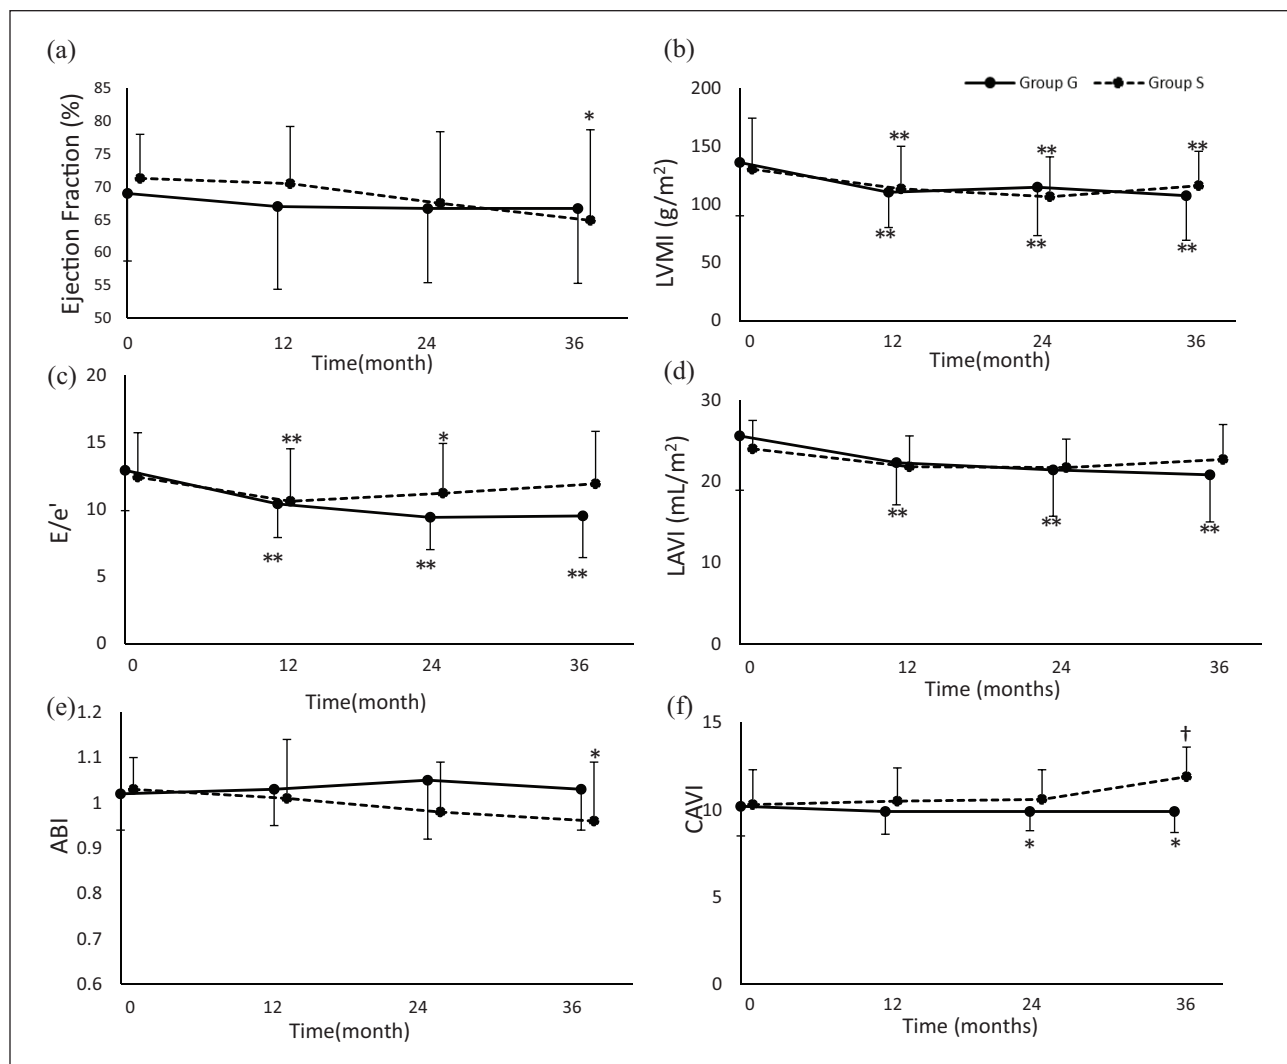 (a)
Ejection Fraction (%)
85
80
75
70
65
60
65
50
*
0 12 24 36
Time(month)
(b)
Group G Group S
LVMI (g/m²)
200
150
100
50
0
** ** **
** ** **
0 12 24 36
Time(month)
(c)
E/e'
20
15
10
5
0
** *
** ** **
0 12 24 36
Time(month)
(d)
LAVI (mL/m²)
30
20
10
0
** ** **
0 12 24 36
Time (months)
(e)
ABI
1.2
1.1
1
0.9
0.8
0.7
0.6
*
0 12 24 36
Time(month)
(f)
CAVI
15
10
5
0
†
* *
0 12 24 36
Time (months)